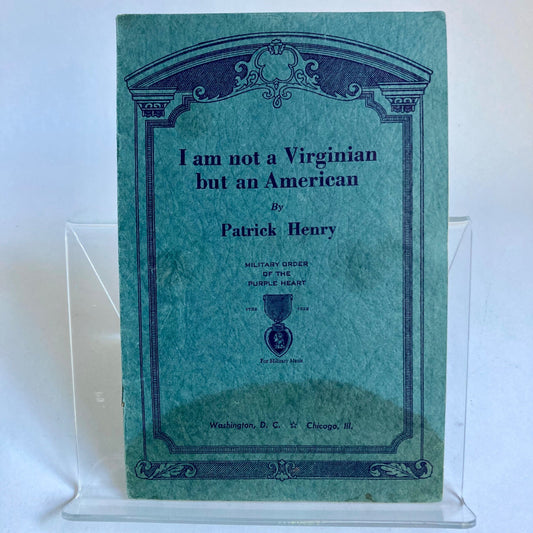 I am not a Virginian
but an American
By
Patrick Henry
MILITARY ORDER
OF THE
PURPLE HEART
For Military Merit
Washington, D. C. ☆ Chicago, Ill.